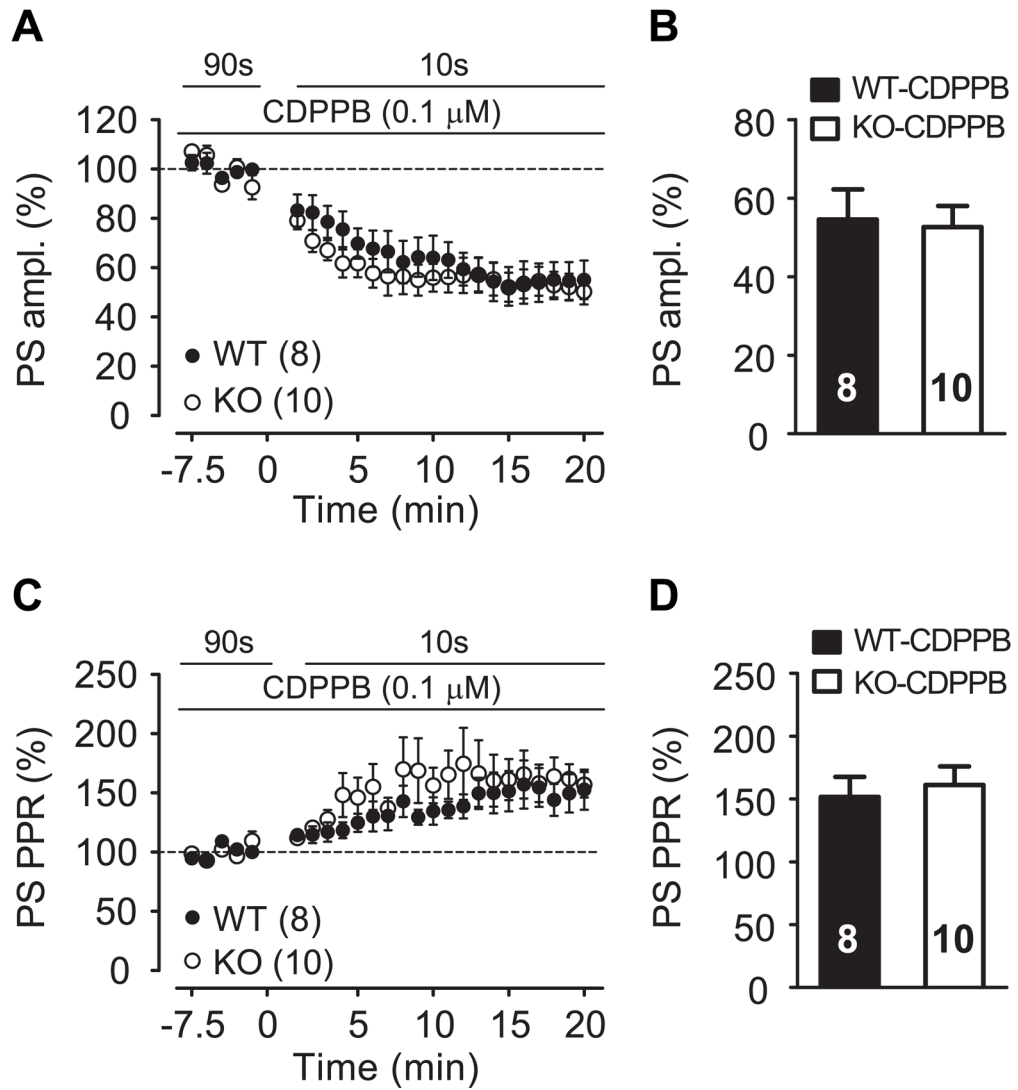 A
90s 10s
CDPPB (0.1 μM)
120
100
80
60
40
20
0
PS ampl. (%)
WT (8)
KO (10)
-7.5 0 5 10 15 20
Time (min)
B
WT-CDPPB
KO-CDPPB
80
60
40
20
0
PS ampl. (%)
8 10
C
90s 10s
CDPPB (0.1 μM)
250
200
150
100
50
0
PS PPR (%)
WT (8)
KO (10)
-7.5 0 5 10 15 20
Time (min)
D
WT-CDPPB
KO-CDPPB
250
200
150
100
50
0
PS PPR (%)
8 10